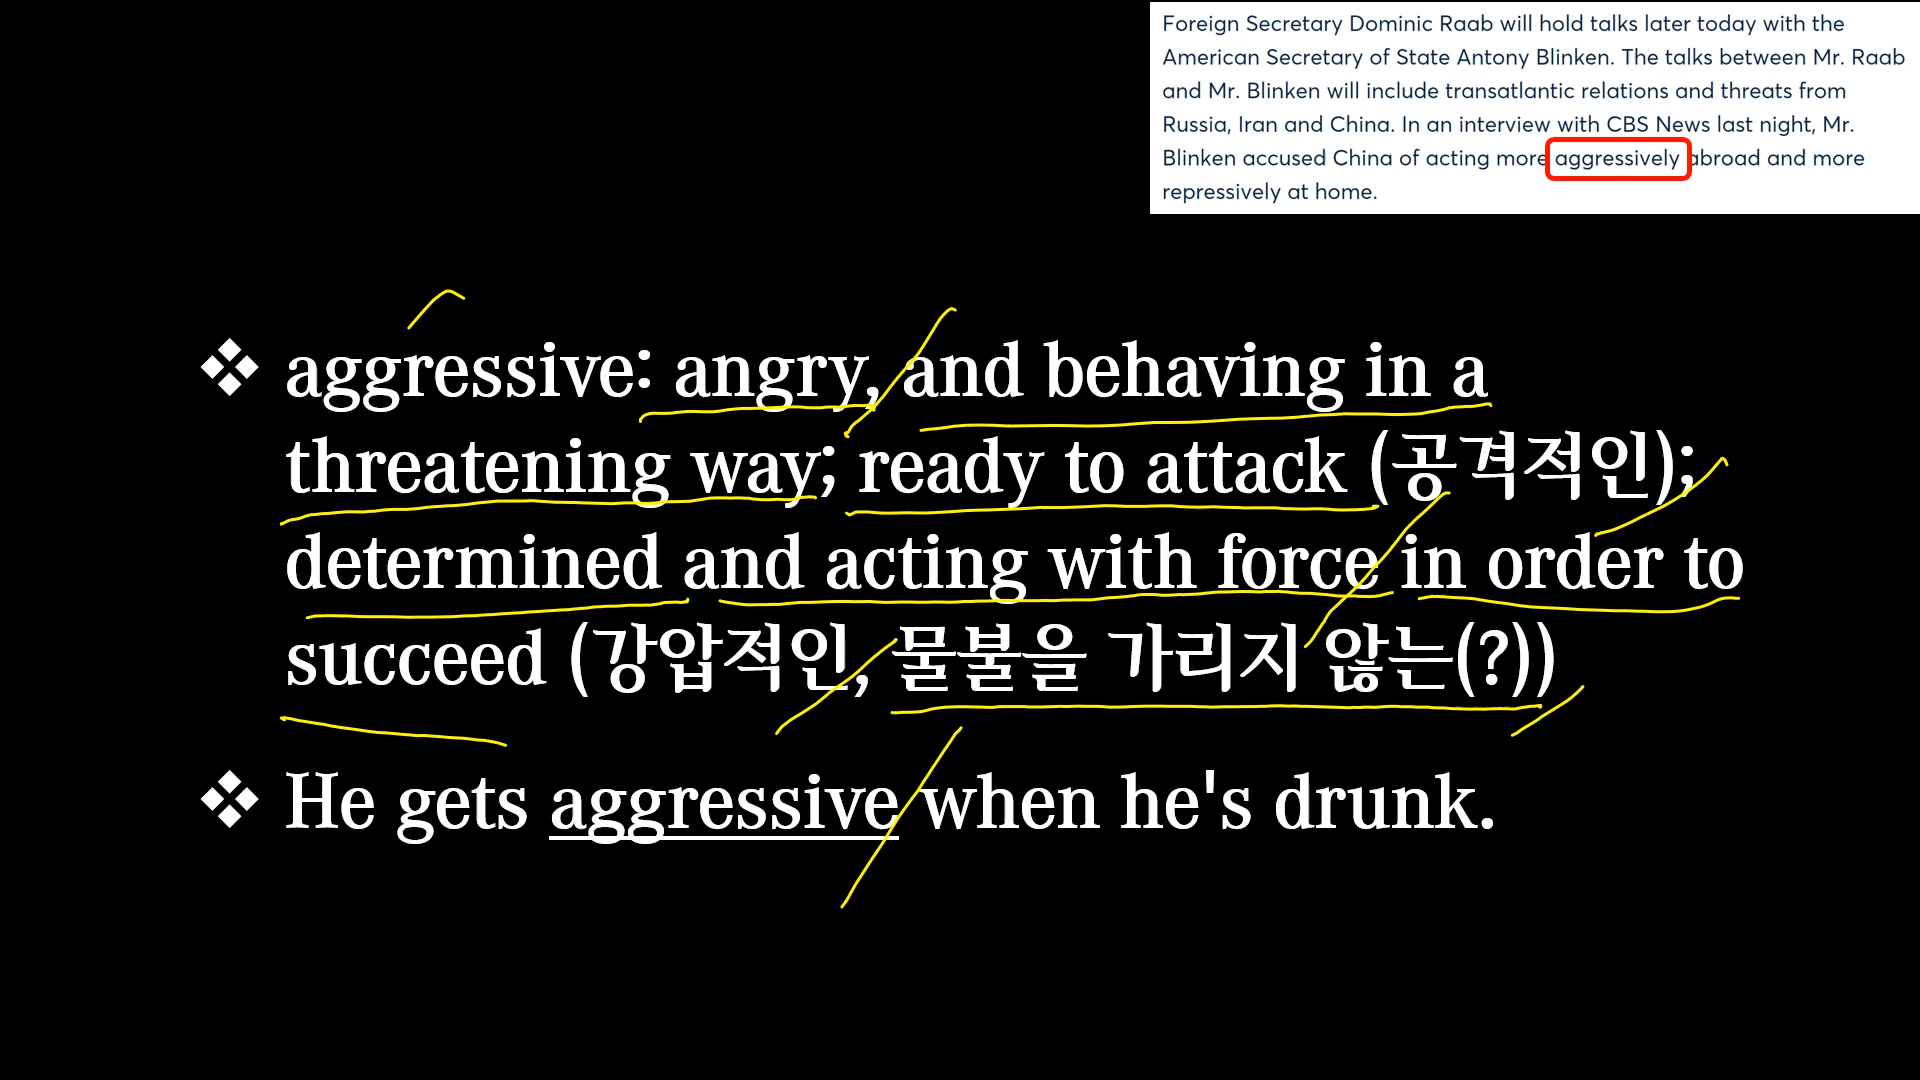 Foreign Secretary Dominic Raab will hold talks later today with the
American Secretary of State Antony Blinken. The talks between Mr. Raab
and Mr. Blinken will include transatlantic relations and threats from
Russia, Iran and China. In an interview with CBS News last night, Mr.
Blinken accused China of acting more aggressively abroad and more
repressively at home.
❖ aggressive: angry, and behaving in a
threatening way; ready to attack (공격적인);
determined and acting with force in order to
succeed (강압적인, 물불을 가리지 않는(?))
❖ He gets aggressive when he's drunk.